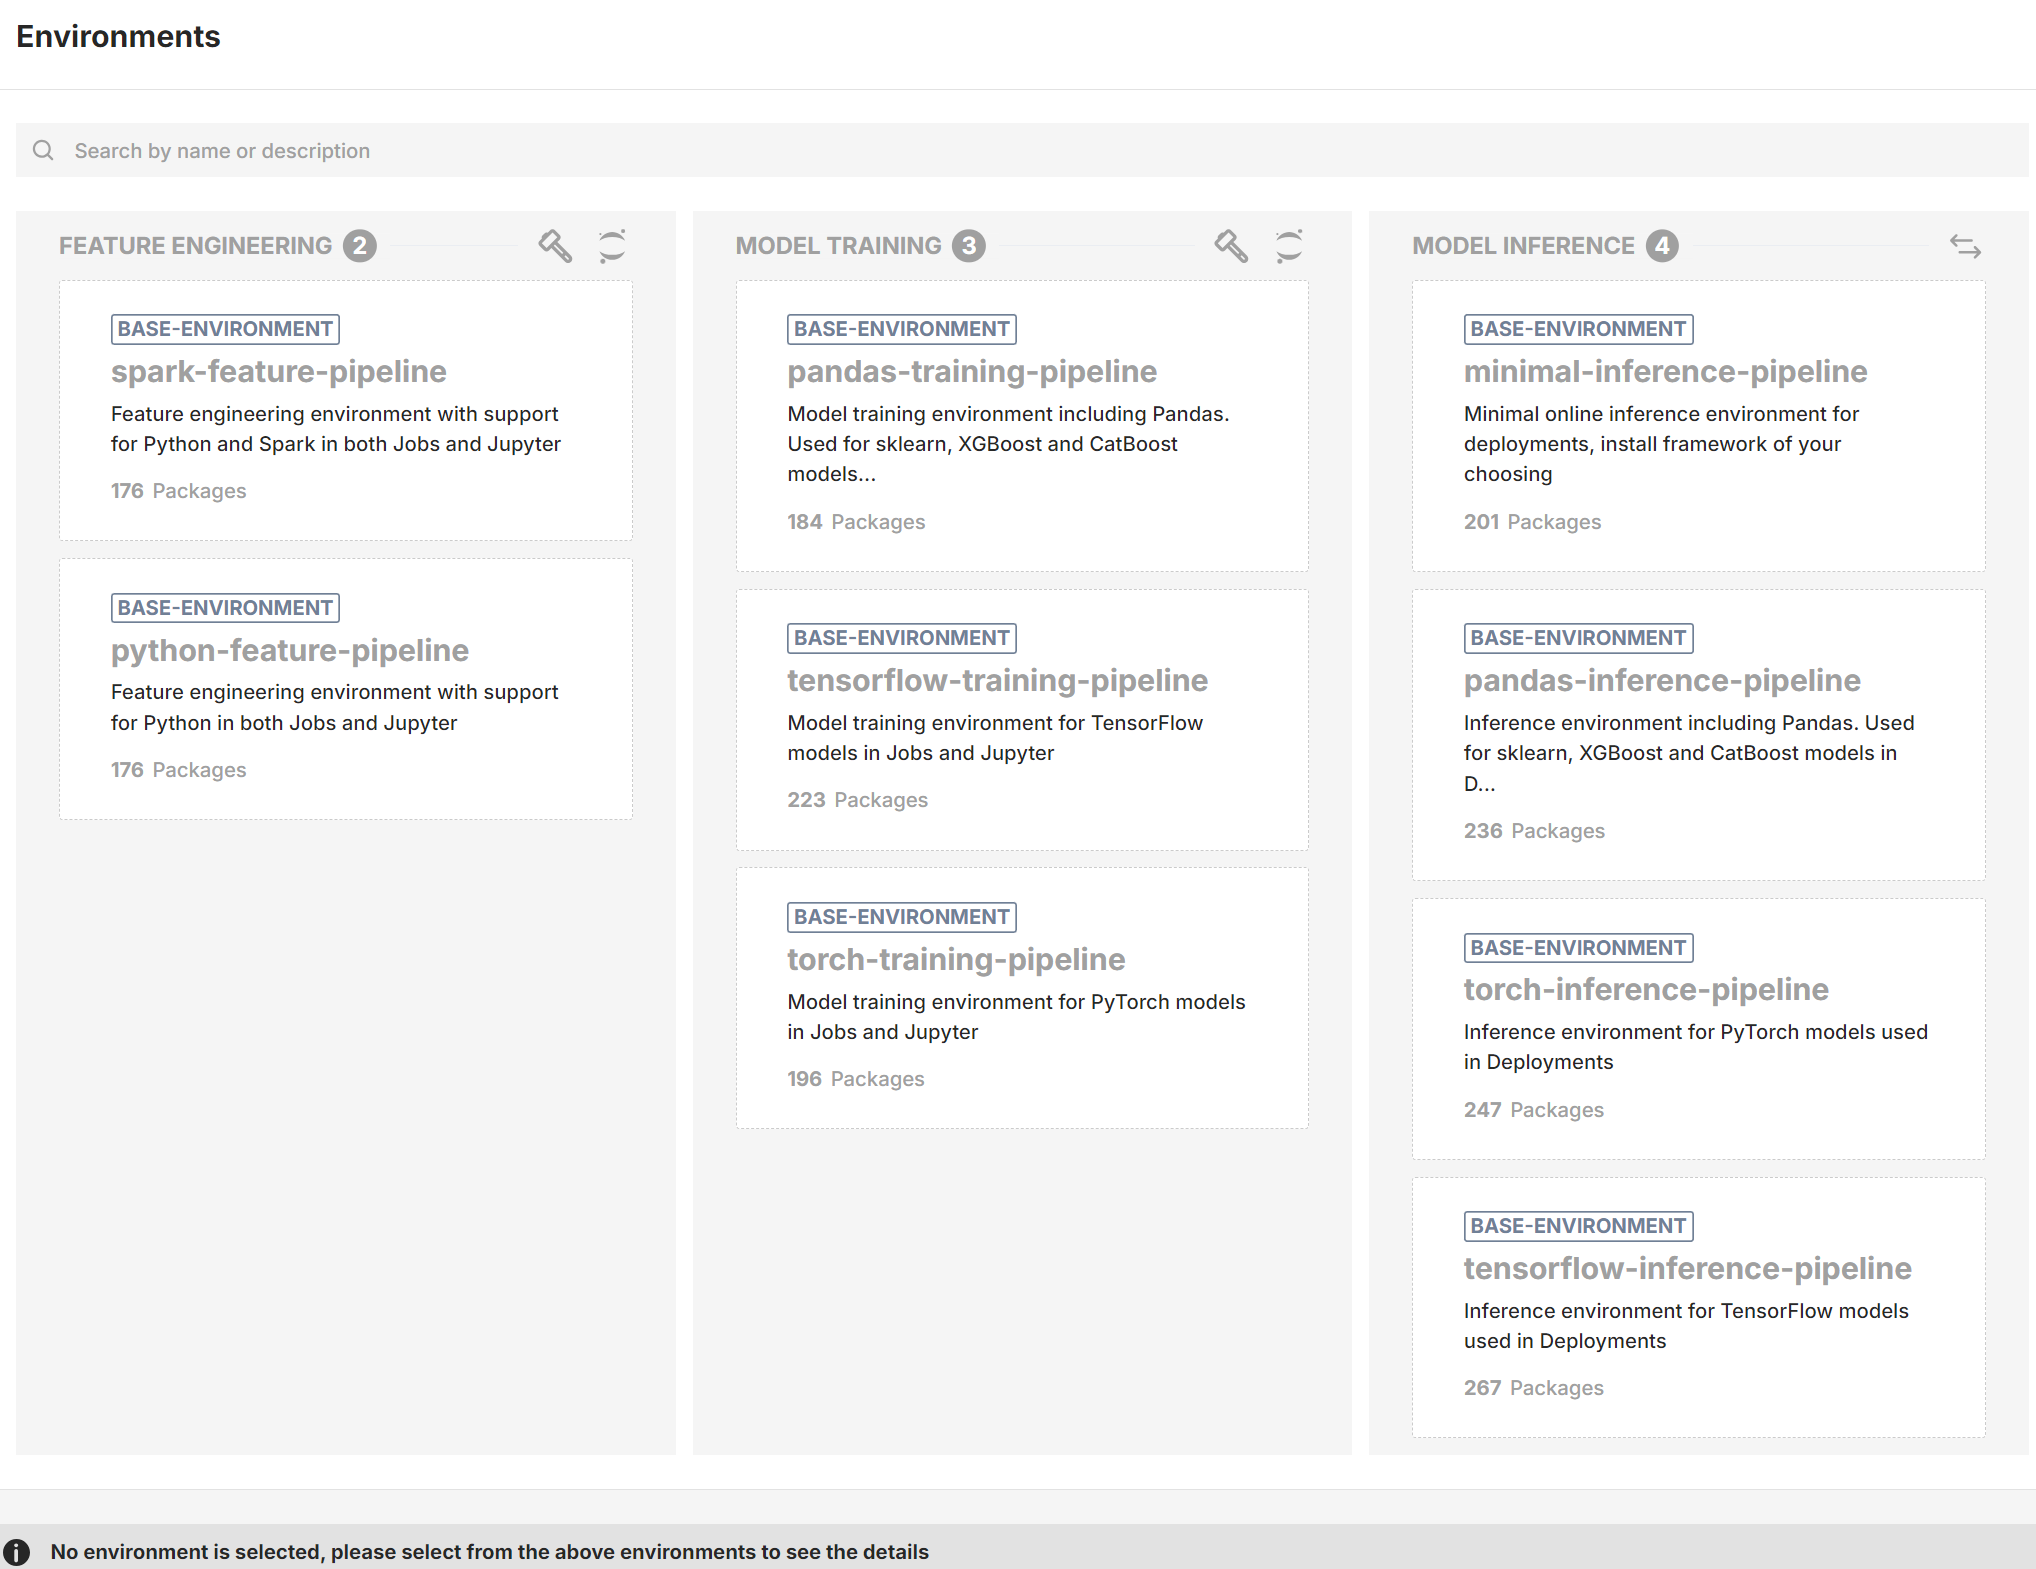 Environments
Search by name or description
FEATURE ENGINEERING 2
BASE-ENVIRONMENT
spark-feature-pipeline
Feature engineering environment with support
for Python and Spark in both Jobs and Jupyter
176 Packages
BASE-ENVIRONMENT
python-feature-pipeline
Feature engineering environment with support
for Python in both Jobs and Jupyter
176 Packages
MODEL TRAINING 3
BASE-ENVIRONMENT
pandas-training-pipeline
Model training environment including Pandas.
Used for sklearn, XGBoost and CatBoost
models...
184 Packages
BASE-ENVIRONMENT
tensorflow-training-pipeline
Model training environment for TensorFlow
models in Jobs and Jupyter
223 Packages
BASE-ENVIRONMENT
torch-training-pipeline
Model training environment for PyTorch models
in Jobs and Jupyter
196 Packages
MODEL INFERENCE 4
BASE-ENVIRONMENT
minimal-inference-pipeline
Minimal online inference environment for
deployments, install framework of your
choosing
201 Packages
BASE-ENVIRONMENT
pandas-inference-pipeline
Inference environment including Pandas. Used
for sklearn, XGBoost and CatBoost models in
D...
236 Packages
BASE-ENVIRONMENT
torch-inference-pipeline
Inference environment for PyTorch models used
in Deployments
247 Packages
BASE-ENVIRONMENT
tensorflow-inference-pipeline
Inference environment for TensorFlow models
used in Deployments
267 Packages
No environment is selected, please select from the above environments to see the details